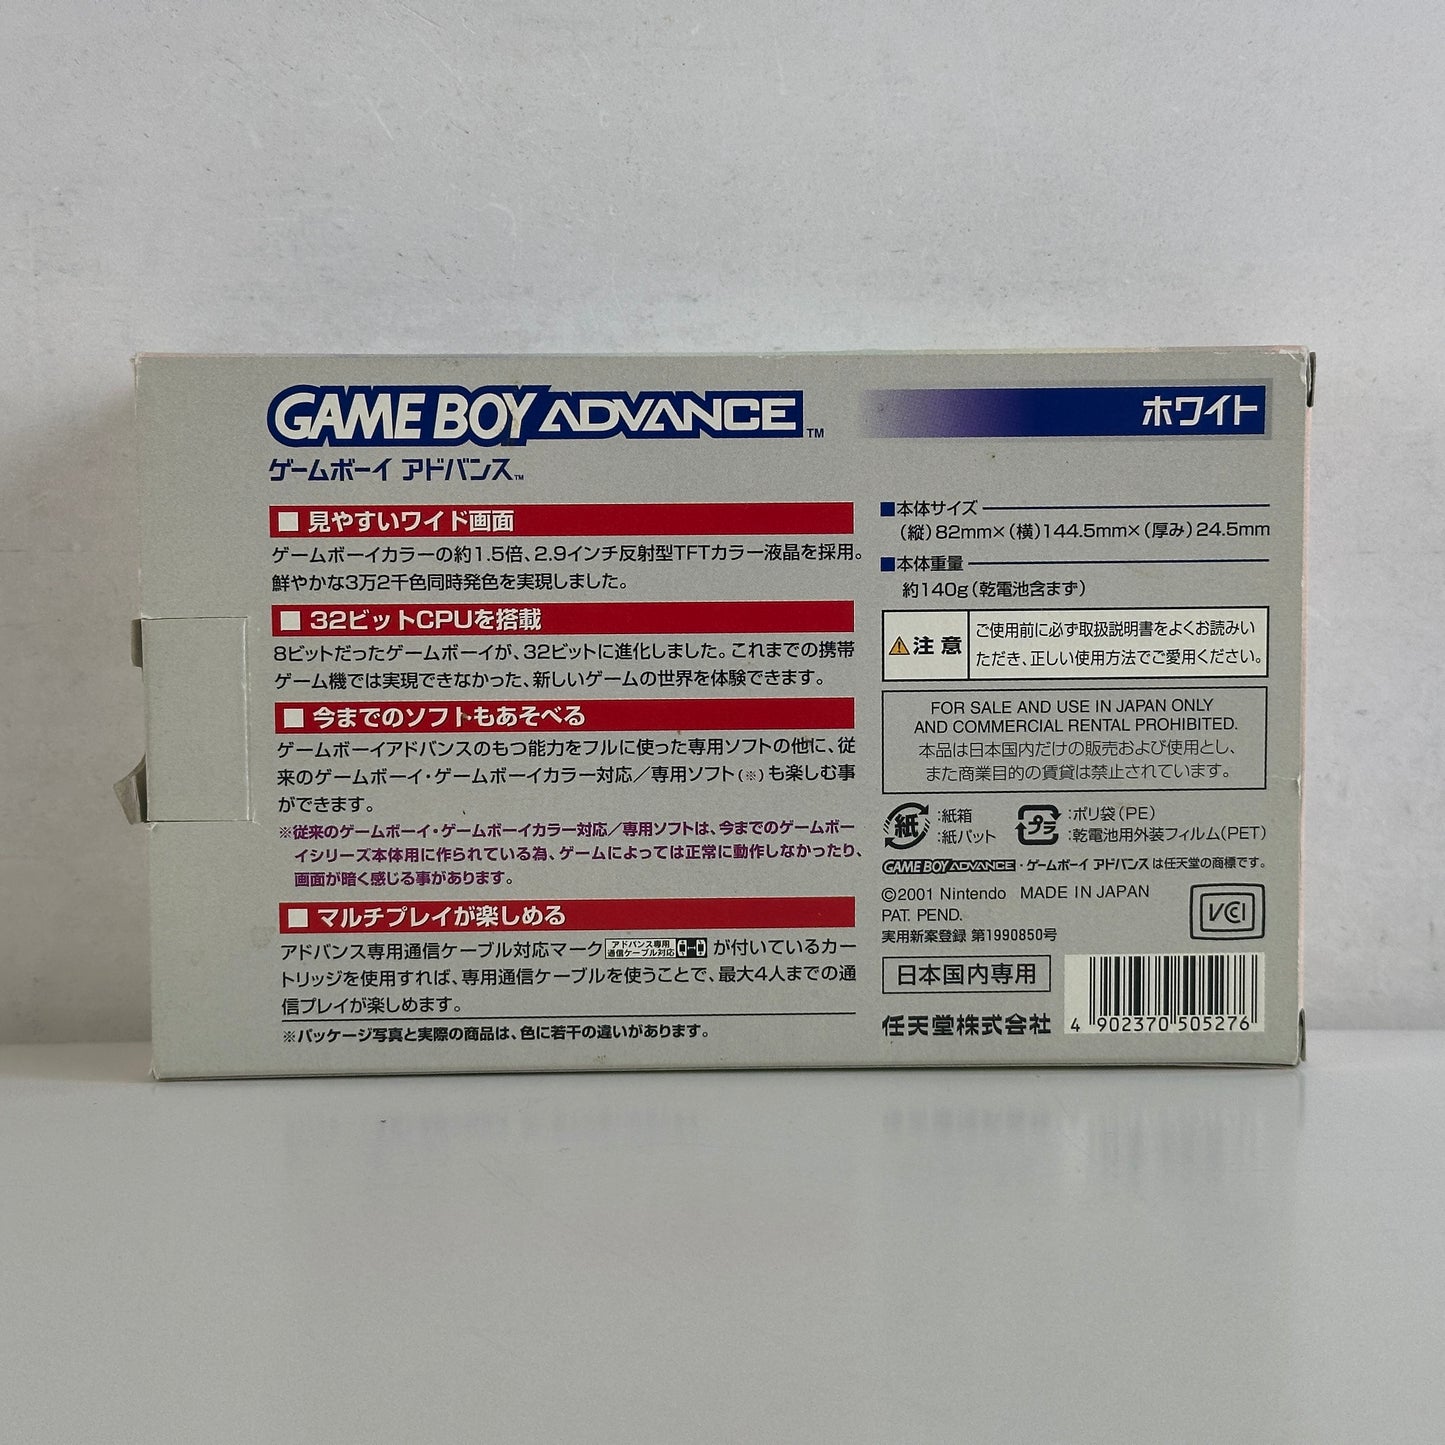 GAME BOY ADVANCE™
ゲームボーイ アドバンス™
ホワイト
■ 見やすいワイド画面
ゲームボーイカラーの約1.5倍、2.9インチ反射型TFTカラー液晶を採用。
鮮やかな3万2千色同時発色を実現しました。
■ 32ビットCPUを搭載
8ビットだったゲームボーイが、32ビットに進化しました。これまでの携帯
ゲーム機では実現できなかった、新しいゲームの世界を体験できます。
■ 今までのソフトもあそべる
ゲームボーイアドバンスのもつ能力をフルに使った専用ソフトの他に、従
来のゲームボーイ・ゲームボーイカラー対応／専用ソフト(※)も楽しむ事
ができます。
※従来のゲームボーイ・ゲームボーイカラー対応／専用ソフトは、今までのゲームボー
イシリーズ本体用に作られている為、ゲームによっては正常に動作しなかったり、
画面が暗く感じる事があります。
■ マルチプレイが楽しめる
アドバンス専用通信ケーブル対応マーク アドバンス専用 通信ケーブル対応 が付いているカー
トリッジを使用すれば、専用通信ケーブルを使うことで、最大4人までの通
信プレイが楽しめます。
※パッケージ写真と実際の商品は、色に若干の違いがあります。
■本体サイズ
(縦)82mm×(横)144.5mm×(厚み)24.5mm
■本体重量
約140g(乾電池含まず)
注意
ご使用前に必ず取扱説明書をよくお読みい
ただき、正しい使用方法でご愛用ください。
FOR SALE AND USE IN JAPAN ONLY
AND COMMERCIAL RENTAL PROHIBITED.
本品は日本国内だけの販売および使用とし、
また商業目的の賃貸は禁止されています。
紙 :紙箱
:紙パット
プラ :ポリ袋(PE)
:乾電池用外装フィルム(PET)
GAME BOY ADVANCE・ゲームボーイ アドバンスは任天堂の商標です。
©2001 Nintendo MADE IN JAPAN
PAT. PEND.
実用新案登録 第1990850号
VCI
日本国内専用
任天堂株式会社
4 902370 505276